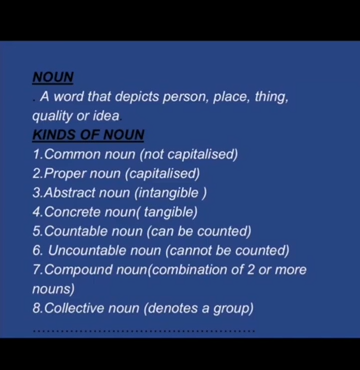 NOUN
. A word that depicts person, place, thing,
quality or idea.
KINDS OF NOUN
1.Common noun (not capitalised)
2.Proper noun (capitalised)
3.Abstract noun (intangible )
4.Concrete noun( tangible)
5.Countable noun (can be counted)
6. Uncountable noun (cannot be counted)
7.Compound noun(combination of 2 or more
nouns)
8.Collective noun (denotes a group)
................................................